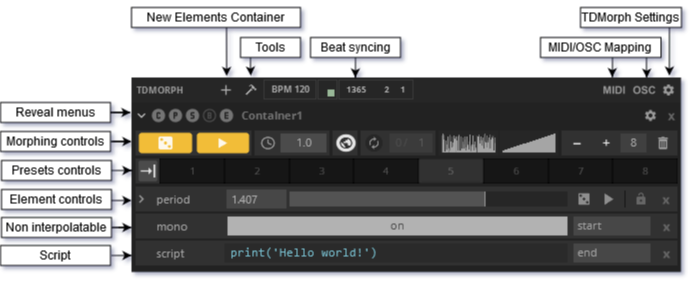 New Elements Container
TDMorph Settings
Tools
Beat syncing
MIDI/OSC Mapping
TDMORPH + BPM 120 1365 2 1 MIDI OSC
Reveal menus
C P S D E Container1 x
Morphing controls
1.0 0/ 1 - + 8
Presets controls
1 2 3 4 5 6 7 8
Element controls
period 1.407 x
Non interpolatable
mono on start x
Script
script print('Hello world!') end x